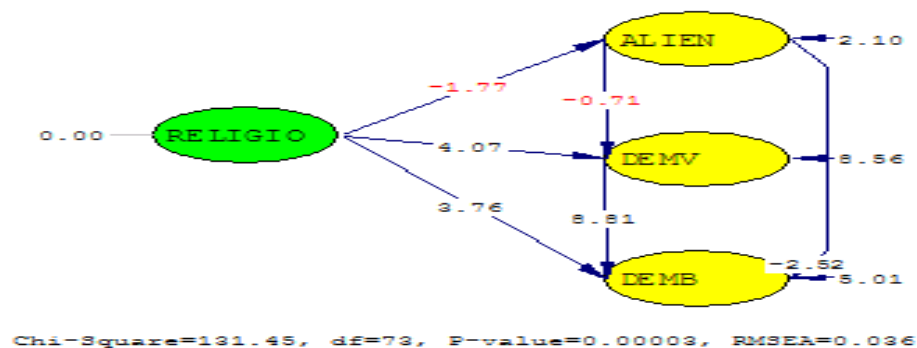 ALIEN
2.10
-1.77
-0.71
0.00
RELIGIO
4.07
DEMV
8.56
3.76
8.81
-2.52
DEMB
5.01
Chi-Square=131.45, df=73, P-value=0.00003, RMSEA=0.036